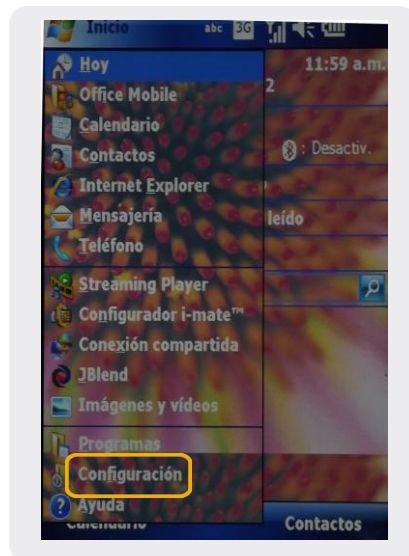 Inicio abc 3G
Hoy 11:59 a.m.
Office Mobile 2
Calendario
Contactos : Desactiv.
Internet Explorer
Mensajería leído
Teléfono
Streaming Player
Configurador i-mate™
Conexión compartida
JBlend
Imágenes y vídeos
Programas
Configuración
Ayuda
Calendario Contactos